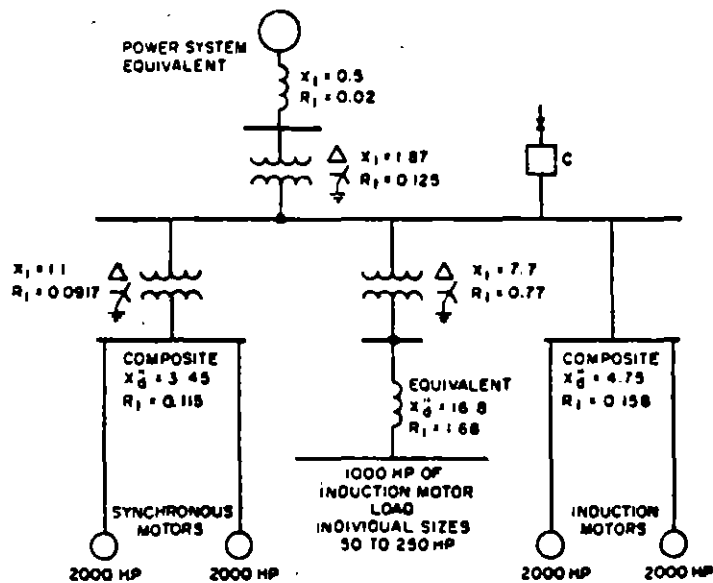 POWER SYSTEM
EQUIVALENT
X₁ = 0.5
R₁ = 0.02
Δ X₁ = 1.87
R₁ = 0.125
C
X₁ = 1.1 Δ
R₁ = 0.0917
Δ X₁ = 7.7
R₁ = 0.77
COMPOSITE
X"d = 3.45
R₁ = 0.115
EQUIVALENT
X"d = 16.8
R₁ = 1.68
COMPOSITE
X"d = 4.75
R₁ = 0.158
SYNCHRONOUS
MOTORS
1000 HP OF
INDUCTION MOTOR
LOAD
INDIVIDUAL SIZES
50 TO 250 HP
INDUCTION
MOTORS
2000 HP
2000 HP
2000 HP
2000 HP